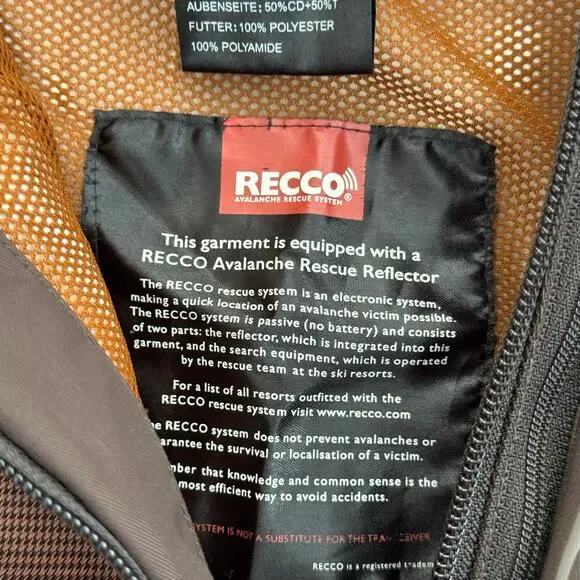 AUBENSEITE: 50%CD+50%T
FUTTER: 100% POLYESTER
100% POLYAMIDE
RECCO®
AVALANCHE RESCUE SYSTEM
This garment is equipped with a
RECCO Avalanche Rescue Reflector
The RECCO rescue system is an electronic system,
making a quick location of an avalanche victim possible.
The RECCO system is passive (no battery) and consists
of two parts: the reflector, which is integrated into this
garment, and the search equipment, which is operated
by the rescue team at the ski resorts.
For a list of all resorts outfitted with the
RECCO rescue system visit www.recco.com
RECCO system does not prevent avalanches or
the survival or localisation of a victim.
that knowledge and common sense is the
most efficient way to avoid accidents.
SYSTEM IS NOT A SUBSTITUTE FOR THE TRANSCEIVER
RECCO is a registered